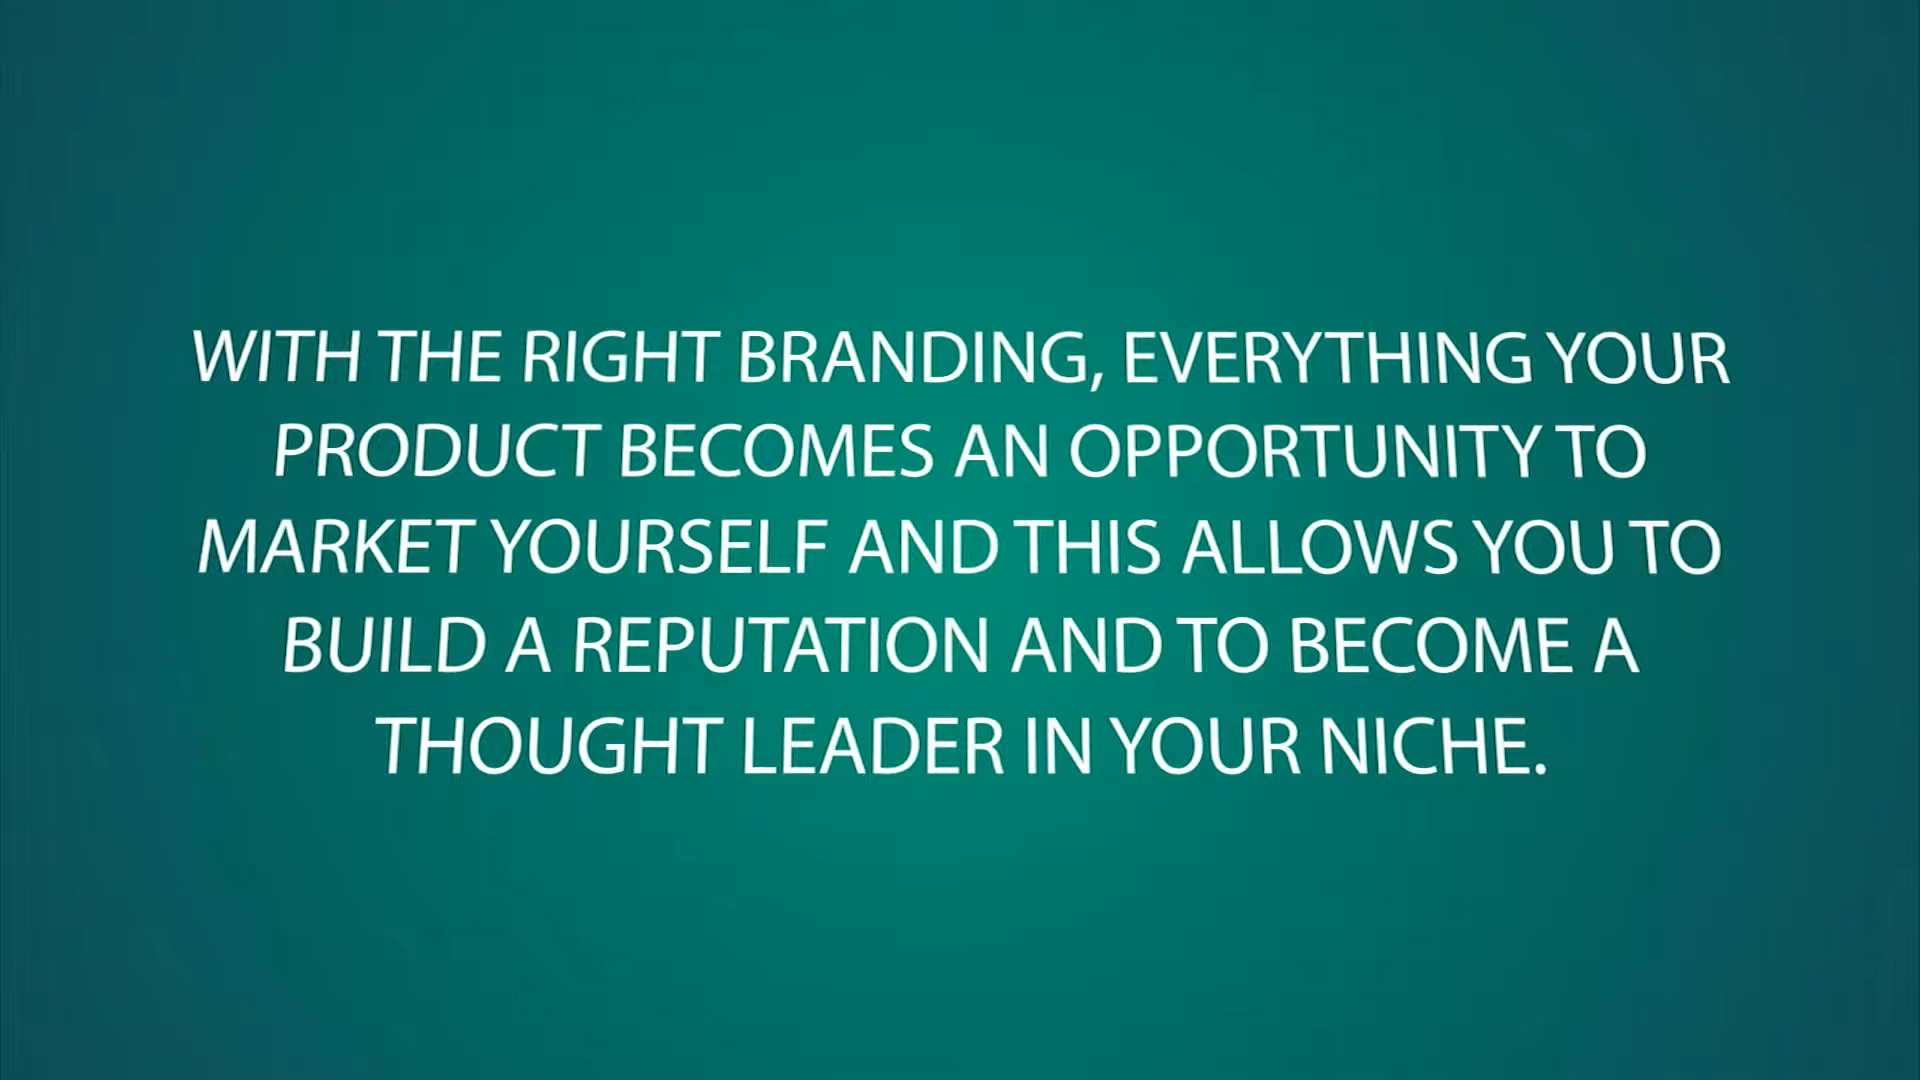 WITH THE RIGHT BRANDING, EVERYTHING YOUR
PRODUCT BECOMES AN OPPORTUNITY TO
MARKET YOURSELF AND THIS ALLOWS YOU TO
BUILD A REPUTATION AND TO BECOME A
THOUGHT LEADER IN YOUR NICHE.